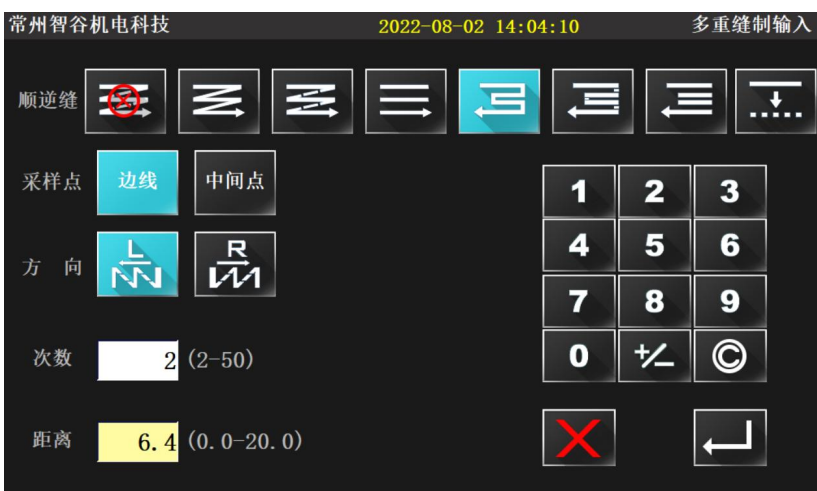 常州智谷机电科技 2022-08-02 14:04:10 多重缝制输入
顺逆缝
采样点 边线 中间点
1 2 3
方 向 L R
4 5 6
7 8 9
次数 2 (2-50)
0 +/- ©
距离 6.4 (0.0-20.0)